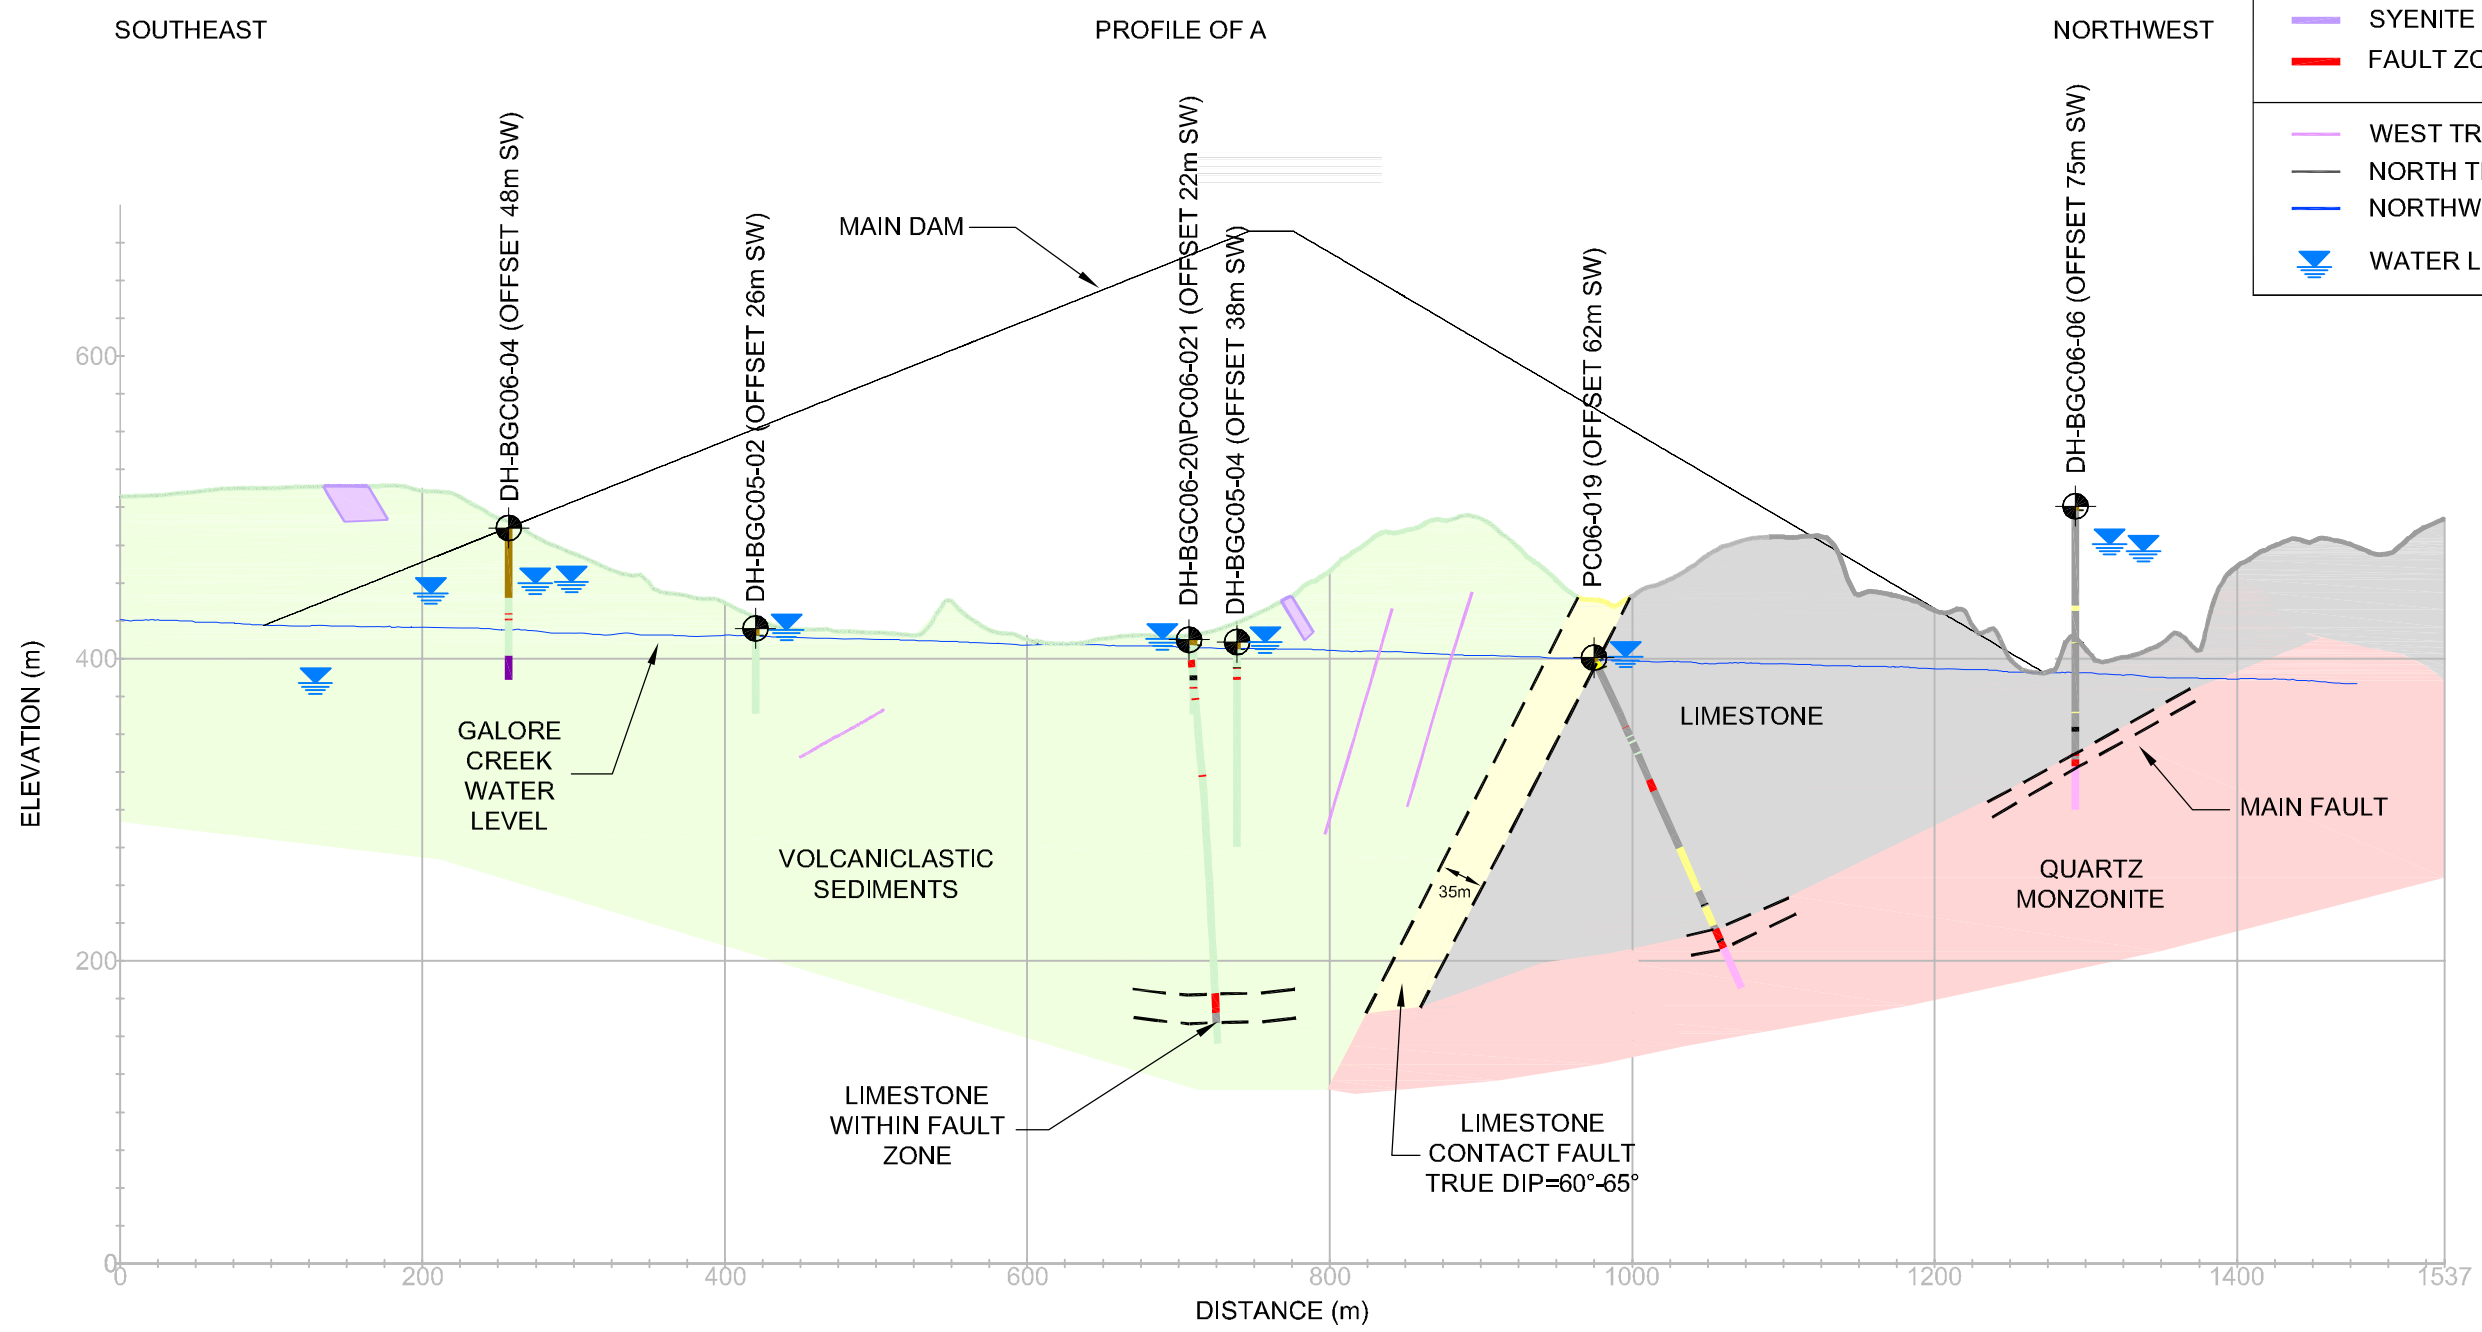 SOUTHEAST
PROFILE OF A
NORTHWEST
SYENITE
FAULT ZO
WEST TR
NORTH T
NORTHW
WATER L
DH-BGC06-04 (OFFSET 48m SW)
DH-BGC05-02 (OFFSET 26m SW)
DH-BGC06-20\PC06-021 (OFFSET 22m SW)
DH-BGC05-04 (OFFSET 38m SW)
PC06-019 (OFFSET 62m SW)
DH-BGC06-06 (OFFSET 75m SW)
MAIN DAM
600
400
200
0
ELEVATION (m)
GALORE
CREEK
WATER
LEVEL
VOLCANICLASTIC
SEDIMENTS
LIMESTONE
35m
QUARTZ
MONZONITE
MAIN FAULT
LIMESTONE
WITHIN FAULT
ZONE
LIMESTONE
CONTACT FAULT
TRUE DIP=60°-65°
0
200
400
600
800
1000
1200
1400
1537
DISTANCE (m)